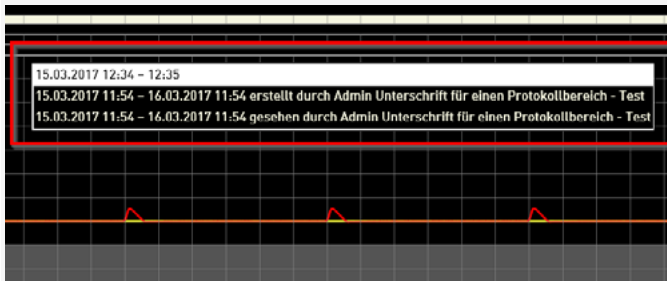 15.03.2017 12:34 – 12:35
15.03.2017 11:54 – 16.03.2017 11:54 erstellt durch Admin Unterschrift für einen Protokollbereich - Test
15.03.2017 11:54 – 16.03.2017 11:54 gesehen durch Admin Unterschrift für einen Protokollbereich - Test